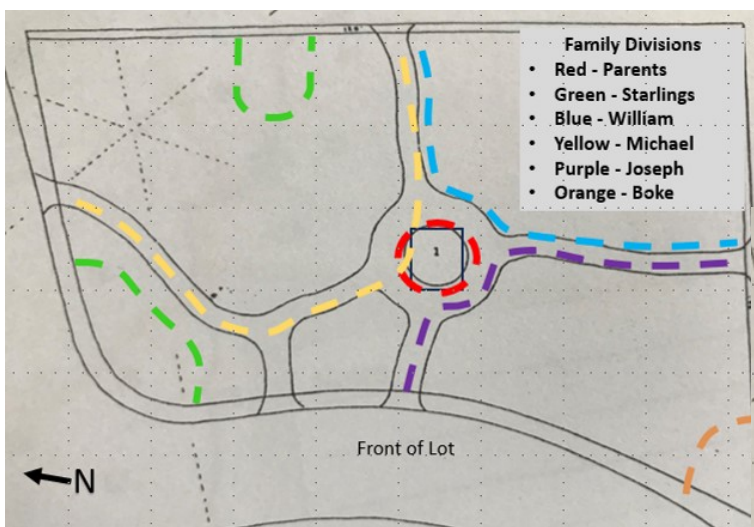 Family Divisions
• Red - Parents
• Green - Starlings
• Blue - William
• Yellow - Michael
• Purple - Joseph
• Orange - Boke
1
Front of Lot
N